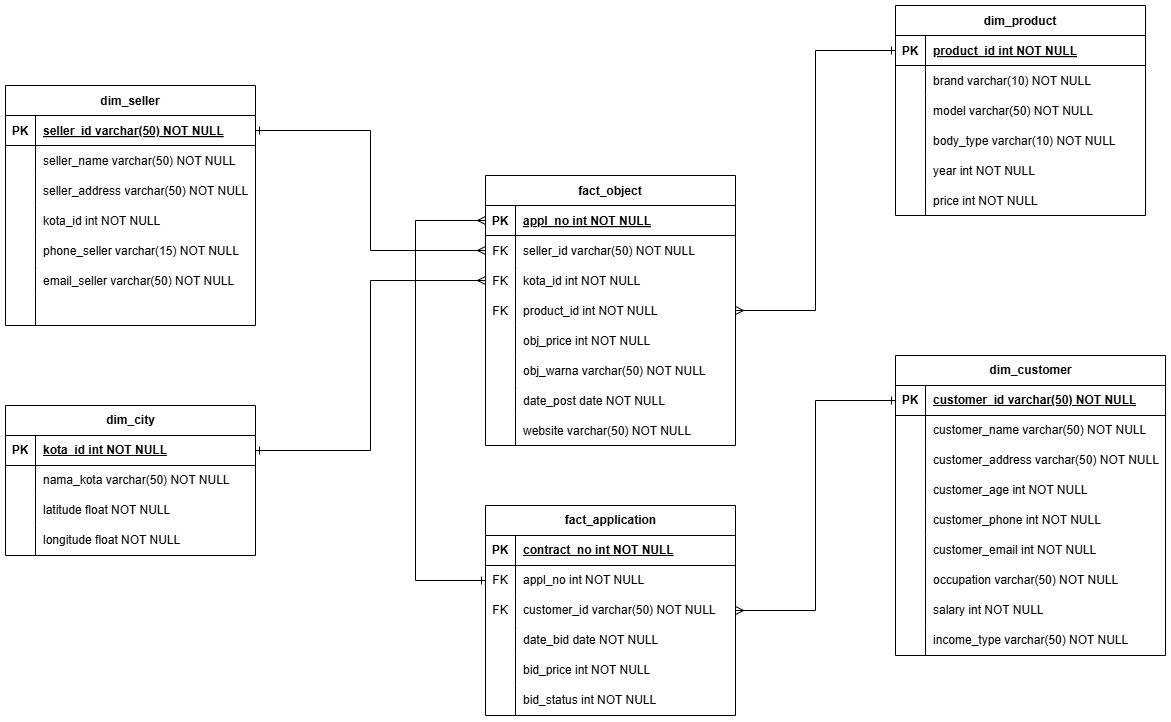 dim_seller
PK seller_id varchar(50) NOT NULL
seller_name varchar(50) NOT NULL
seller_address varchar(50) NOT NULL
kota_id int NOT NULL
phone_seller varchar(15) NOT NULL
email_seller varchar(50) NOT NULL
dim_city
PK kota_id int NOT NULL
nama_kota varchar(50) NOT NULL
latitude float NOT NULL
longitude float NOT NULL
fact_object
PK appl_no int NOT NULL
FK seller_id varchar(50) NOT NULL
FK kota_id int NOT NULL
FK product_id int NOT NULL
obj_price int NOT NULL
obj_warna varchar(50) NOT NULL
date_post date NOT NULL
website varchar(50) NOT NULL
fact_application
PK contract_no int NOT NULL
FK appl_no int NOT NULL
FK customer_id varchar(50) NOT NULL
date_bid date NOT NULL
bid_price int NOT NULL
bid_status int NOT NULL
dim_product
PK product_id int NOT NULL
brand varchar(10) NOT NULL
model varchar(50) NOT NULL
body_type varchar(10) NOT NULL
year int NOT NULL
price int NOT NULL
dim_customer
PK customer_id varchar(50) NOT NULL
customer_name varchar(50) NOT NULL
customer_address varchar(50) NOT NULL
customer_age int NOT NULL
customer_phone int NOT NULL
customer_email int NOT NULL
occupation varchar(50) NOT NULL
salary int NOT NULL
income_type varchar(50) NOT NULL